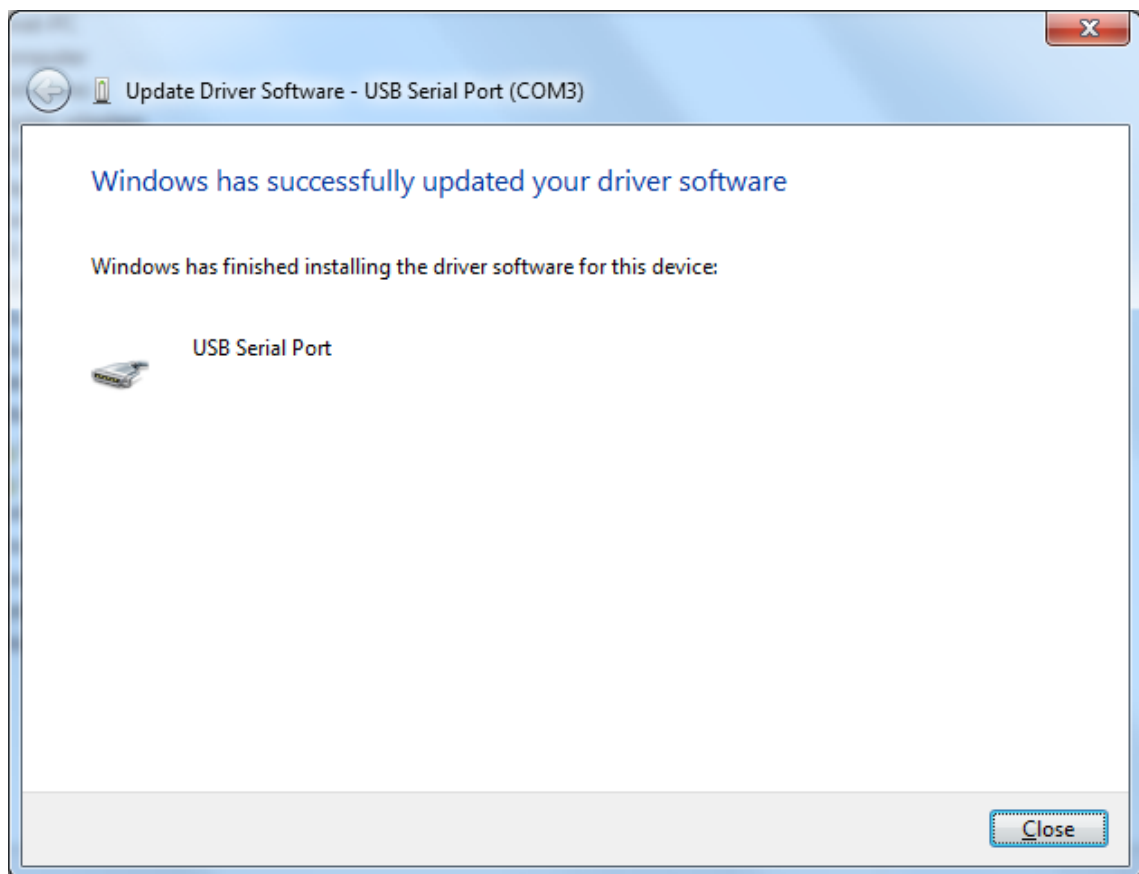 Update Driver Software - USB Serial Port (COM3)
Windows has successfully updated your driver software
Windows has finished installing the driver software for this device:
USB Serial Port
Close